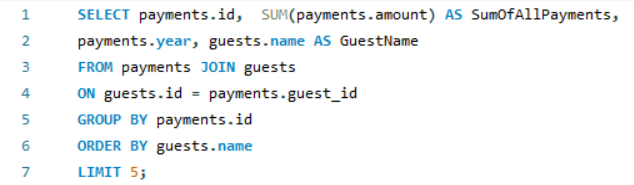 1 SELECT payments.id,  SUM(payments.amount) AS SumOfAllPayments,
2 payments.year, guests.name AS GuestName
3 FROM payments JOIN guests
4 ON guests.id = payments.guest_id
5 GROUP BY payments.id
6 ORDER BY guests.name
7 LIMIT 5;